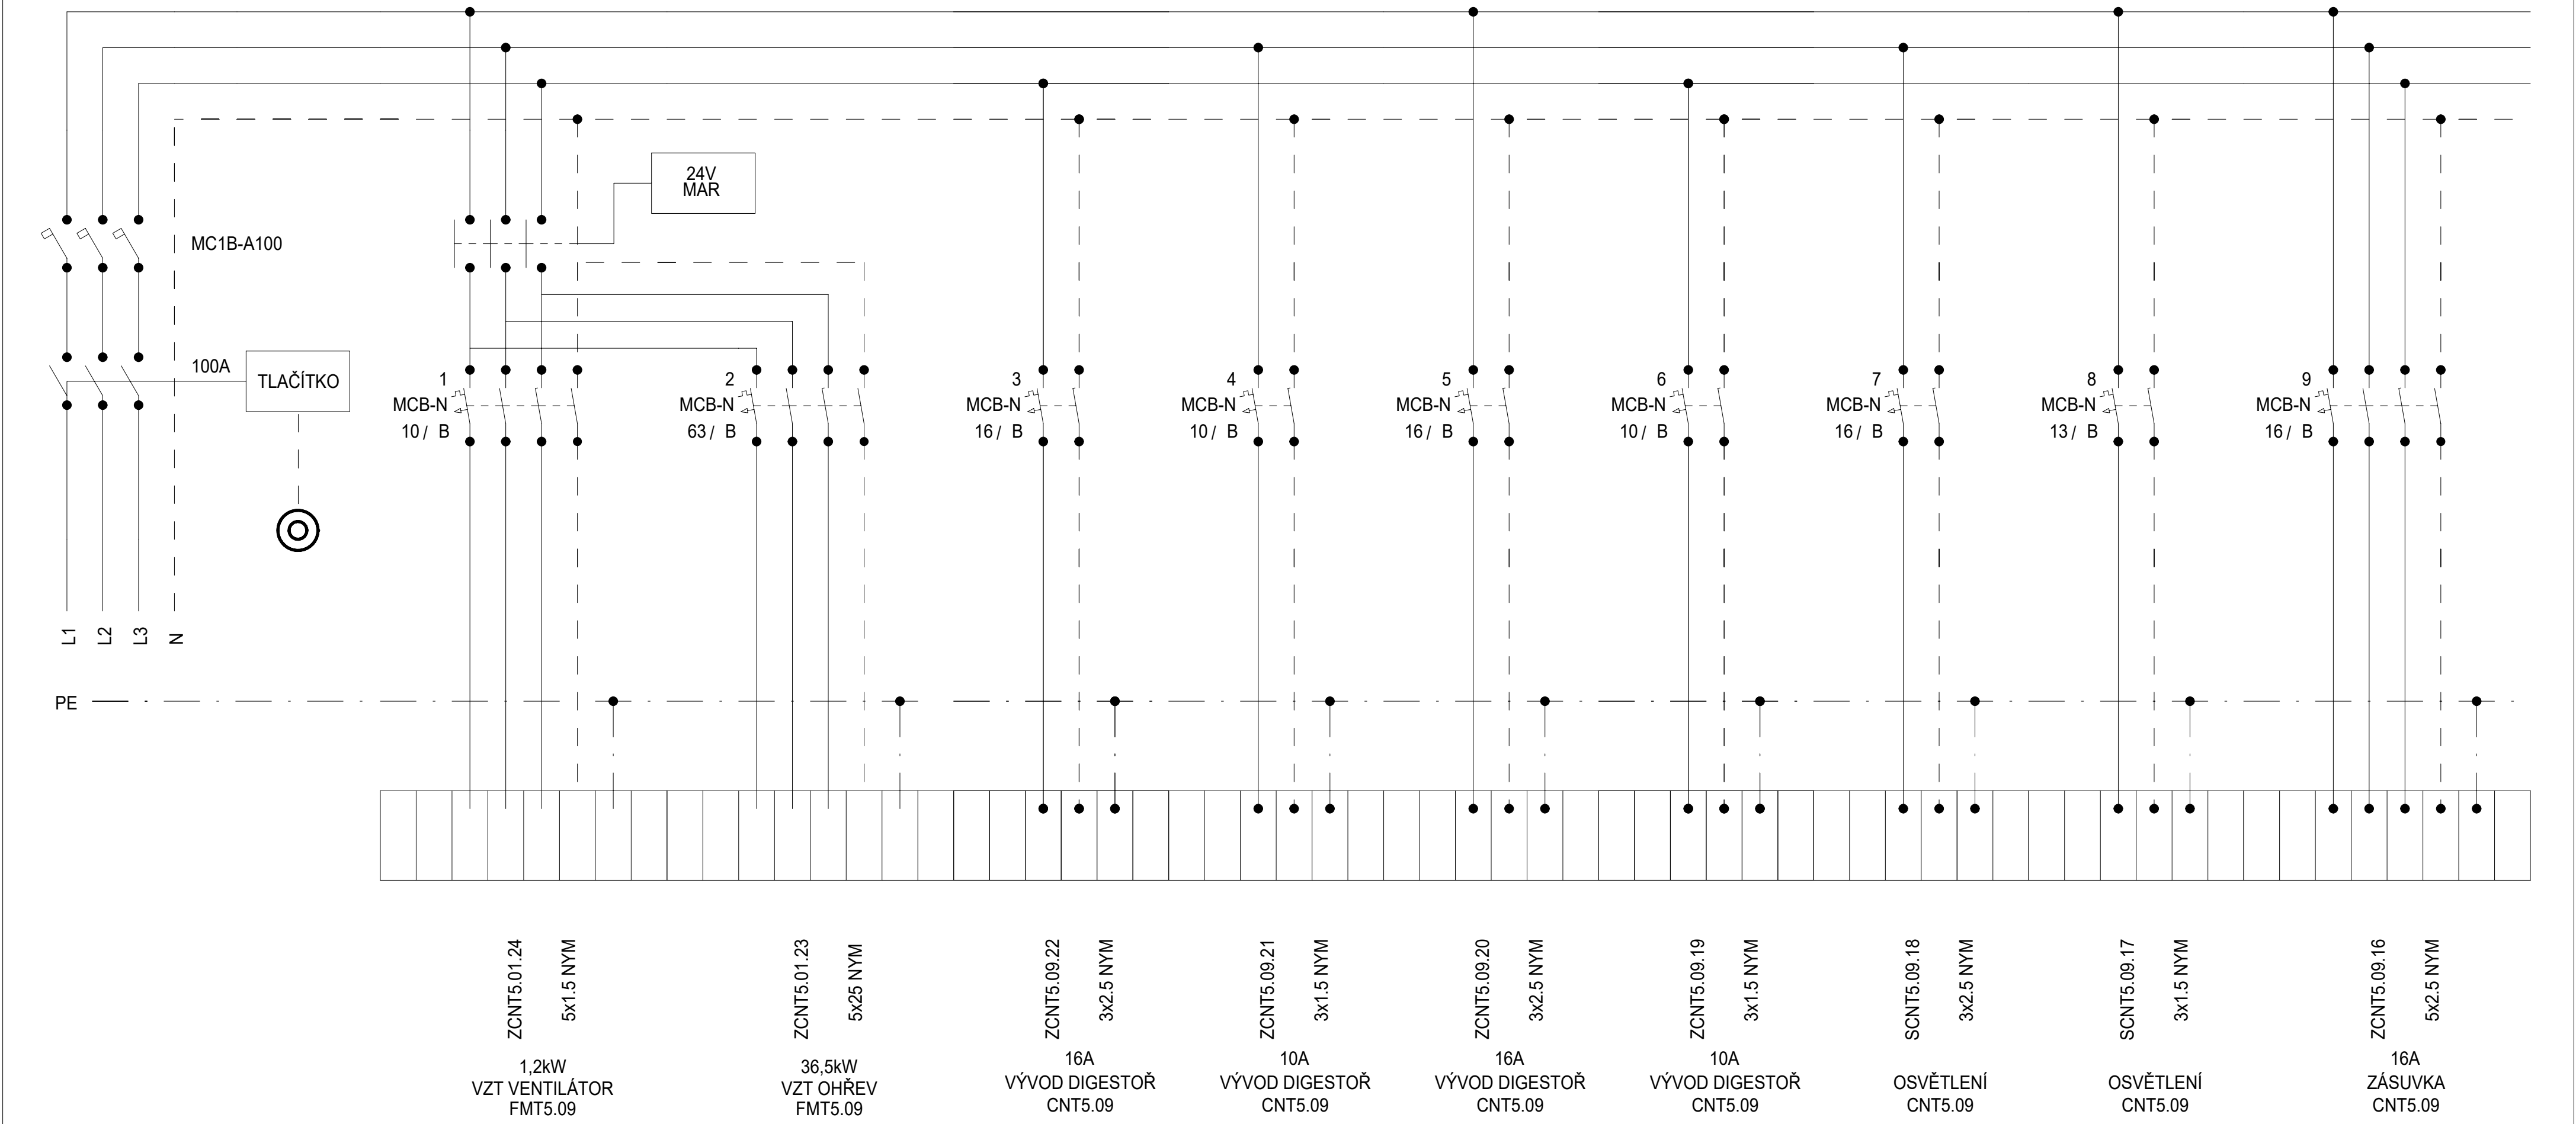 24V
MAR
MC1B-A100
100A
TLAČÍTKO
1
MCB-N
10 / B
2
MCB-N
63 / B
3
MCB-N
16 / B
4
MCB-N
10 / B
5
MCB-N
16 / B
6
MCB-N
10 / B
7
MCB-N
16 / B
8
MCB-N
13 / B
9
MCB-N
16 / B
L1
L2
L3
N
PE
ZCNT5.01.24
5x1.5 NYM
1,2kW
VZT VENTILÁTOR
FMT5.09
ZCNT5.01.23
5x25 NYM
36,5kW
VZT OHŘEV
FMT5.09
ZCNT5.09.22
3x2.5 NYM
16A
VÝVOD DIGESTOŘ
CNT5.09
ZCNT5.09.21
3x1.5 NYM
10A
VÝVOD DIGESTOŘ
CNT5.09
ZCNT5.09.20
3x2.5 NYM
16A
VÝVOD DIGESTOŘ
CNT5.09
ZCNT5.09.19
3x1.5 NYM
10A
VÝVOD DIGESTOŘ
CNT5.09
SCNT5.09.18
3x2.5 NYM
OSVĚTLENÍ
CNT5.09
SCNT5.09.17
3x1.5 NYM
OSVĚTLENÍ
CNT5.09
ZCNT5.09.16
5x2.5 NYM
16A
ZÁSUVKA
CNT5.09